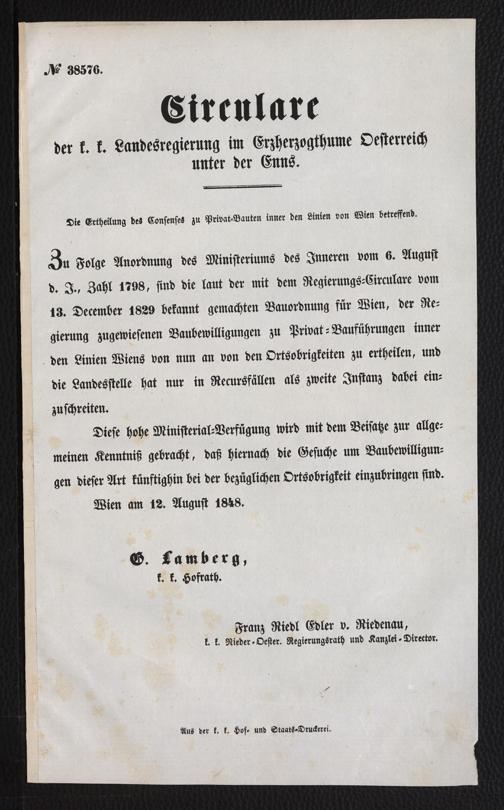 № 38576.
Circulare
der k. k. Landesregierung im Erzherzogthume Oesterreich
unter der Enns.
Die Ertheilung des Consenses zu Privat-Bauten inner den Linien von Wien betreffend.
Zu Folge Anordnung des Ministeriums des Inneren vom 6. August
d. J., Zahl 1798, sind die laut der mit dem Regierungs-Circulare vom
13. December 1829 bekannt gemachten Bauordnung für Wien, der Re-
gierung zugewiesenen Baubewilligungen zu Privat-Bauführungen inner
den Linien Wiens von nun an von den Ortsobrigkeiten zu ertheilen, und
die Landesstelle hat nur in Recursfällen als zweite Instanz dabei ein-
zuschreiten.
Diese hohe Ministerial-Verfügung wird mit dem Beisatze zur allge-
meinen Kenntniß gebracht, daß hiernach die Gesuche um Baubewilligun-
gen dieser Art künftighin bei der bezüglichen Ortsobrigkeit einzubringen sind.
Wien am 12. August 1848.
G. Lamberg,
k. k. Hofrath.
Franz Riedl Edler v. Riedenau,
k. k. Nieder-Oester. Regierungsrath und Kanzlei-Director.
Aus der k. k. Hof- und Staats-Druckerei.